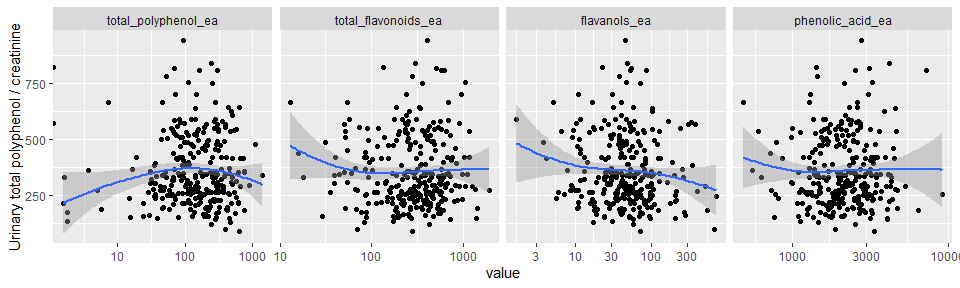 total_polyphenol_ea total_flavonoids_ea flavanols_ea phenolic_acid_ea
Urinary total polyphenol / creatinine
750
500
250
10 100 1000 10 100 1000 3 10 30 100 300 1000 3000 10000
value